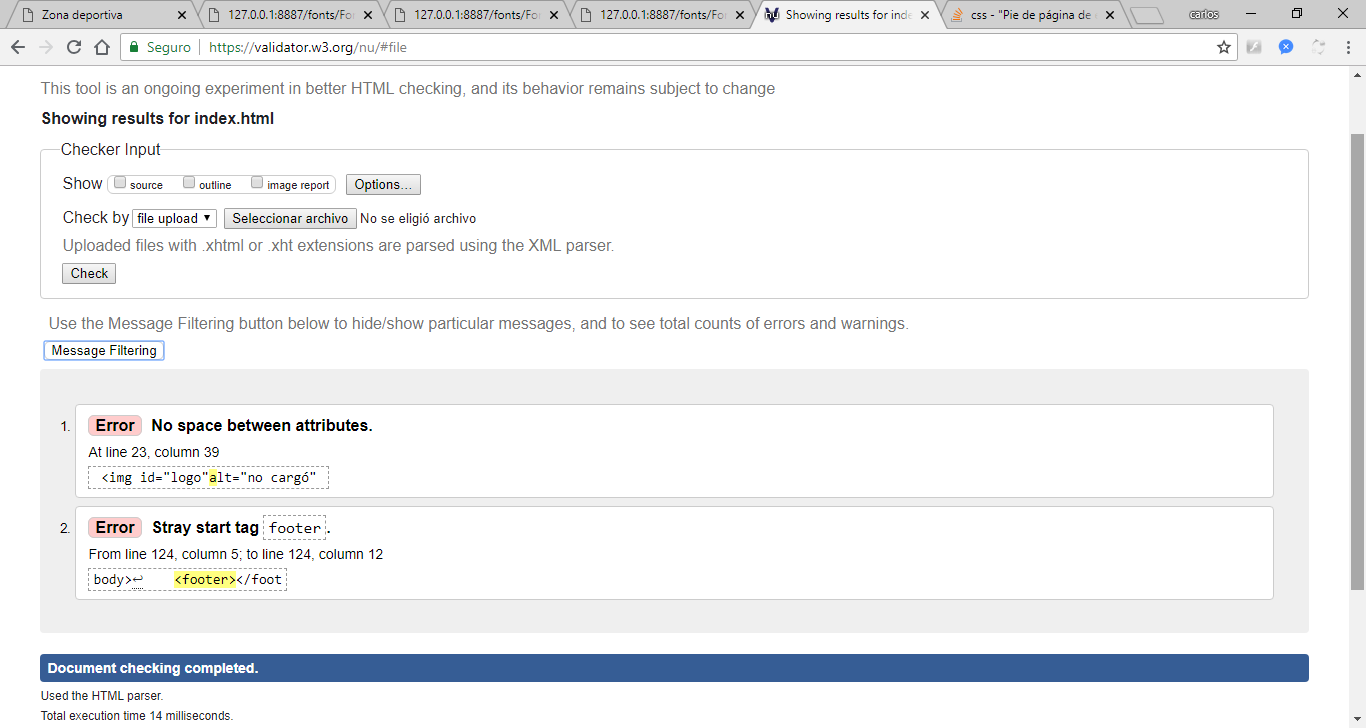 Zona deportiva
127.0.0.1:8887/fonts/Fo
127.0.0.1:8887/fonts/Fo
127.0.0.1:8887/fonts/Fo
Showing results for inde
css - "Pie de página de
carlos
Seguro https://validator.w3.org/nu/#file
This tool is an ongoing experiment in better HTML checking, and its behavior remains subject to change
Showing results for index.html
Checker Input
Show source outline image report Options...
Check by file upload Seleccionar archivo No se eligió archivo
Uploaded files with .xhtml or .xht extensions are parsed using the XML parser.
Check
Use the Message Filtering button below to hide/show particular messages, and to see total counts of errors and warnings.
Message Filtering
1. Error No space between attributes.
At line 23, column 39
<img id="logo"alt="no cargó"
2. Error Stray start tag footer.
From line 124, column 5; to line 124, column 12
body>↩ <footer></foot
Document checking completed.
Used the HTML parser.
Total execution time 14 milliseconds.